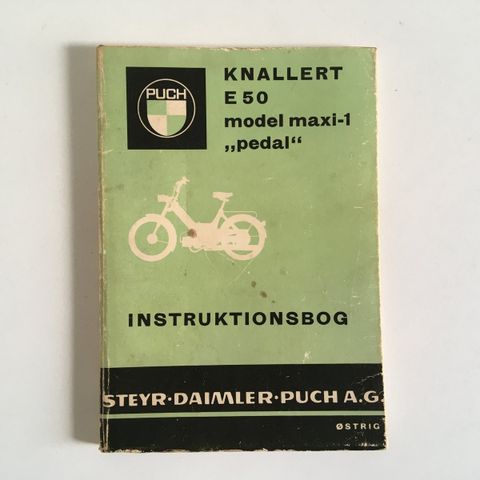 PUCH
KNALLERT
E 50
model maxi-1
„pedal“
INSTRUKTIONSBOG
STEYR·DAIMLER·PUCH A.G.
ØSTRIG